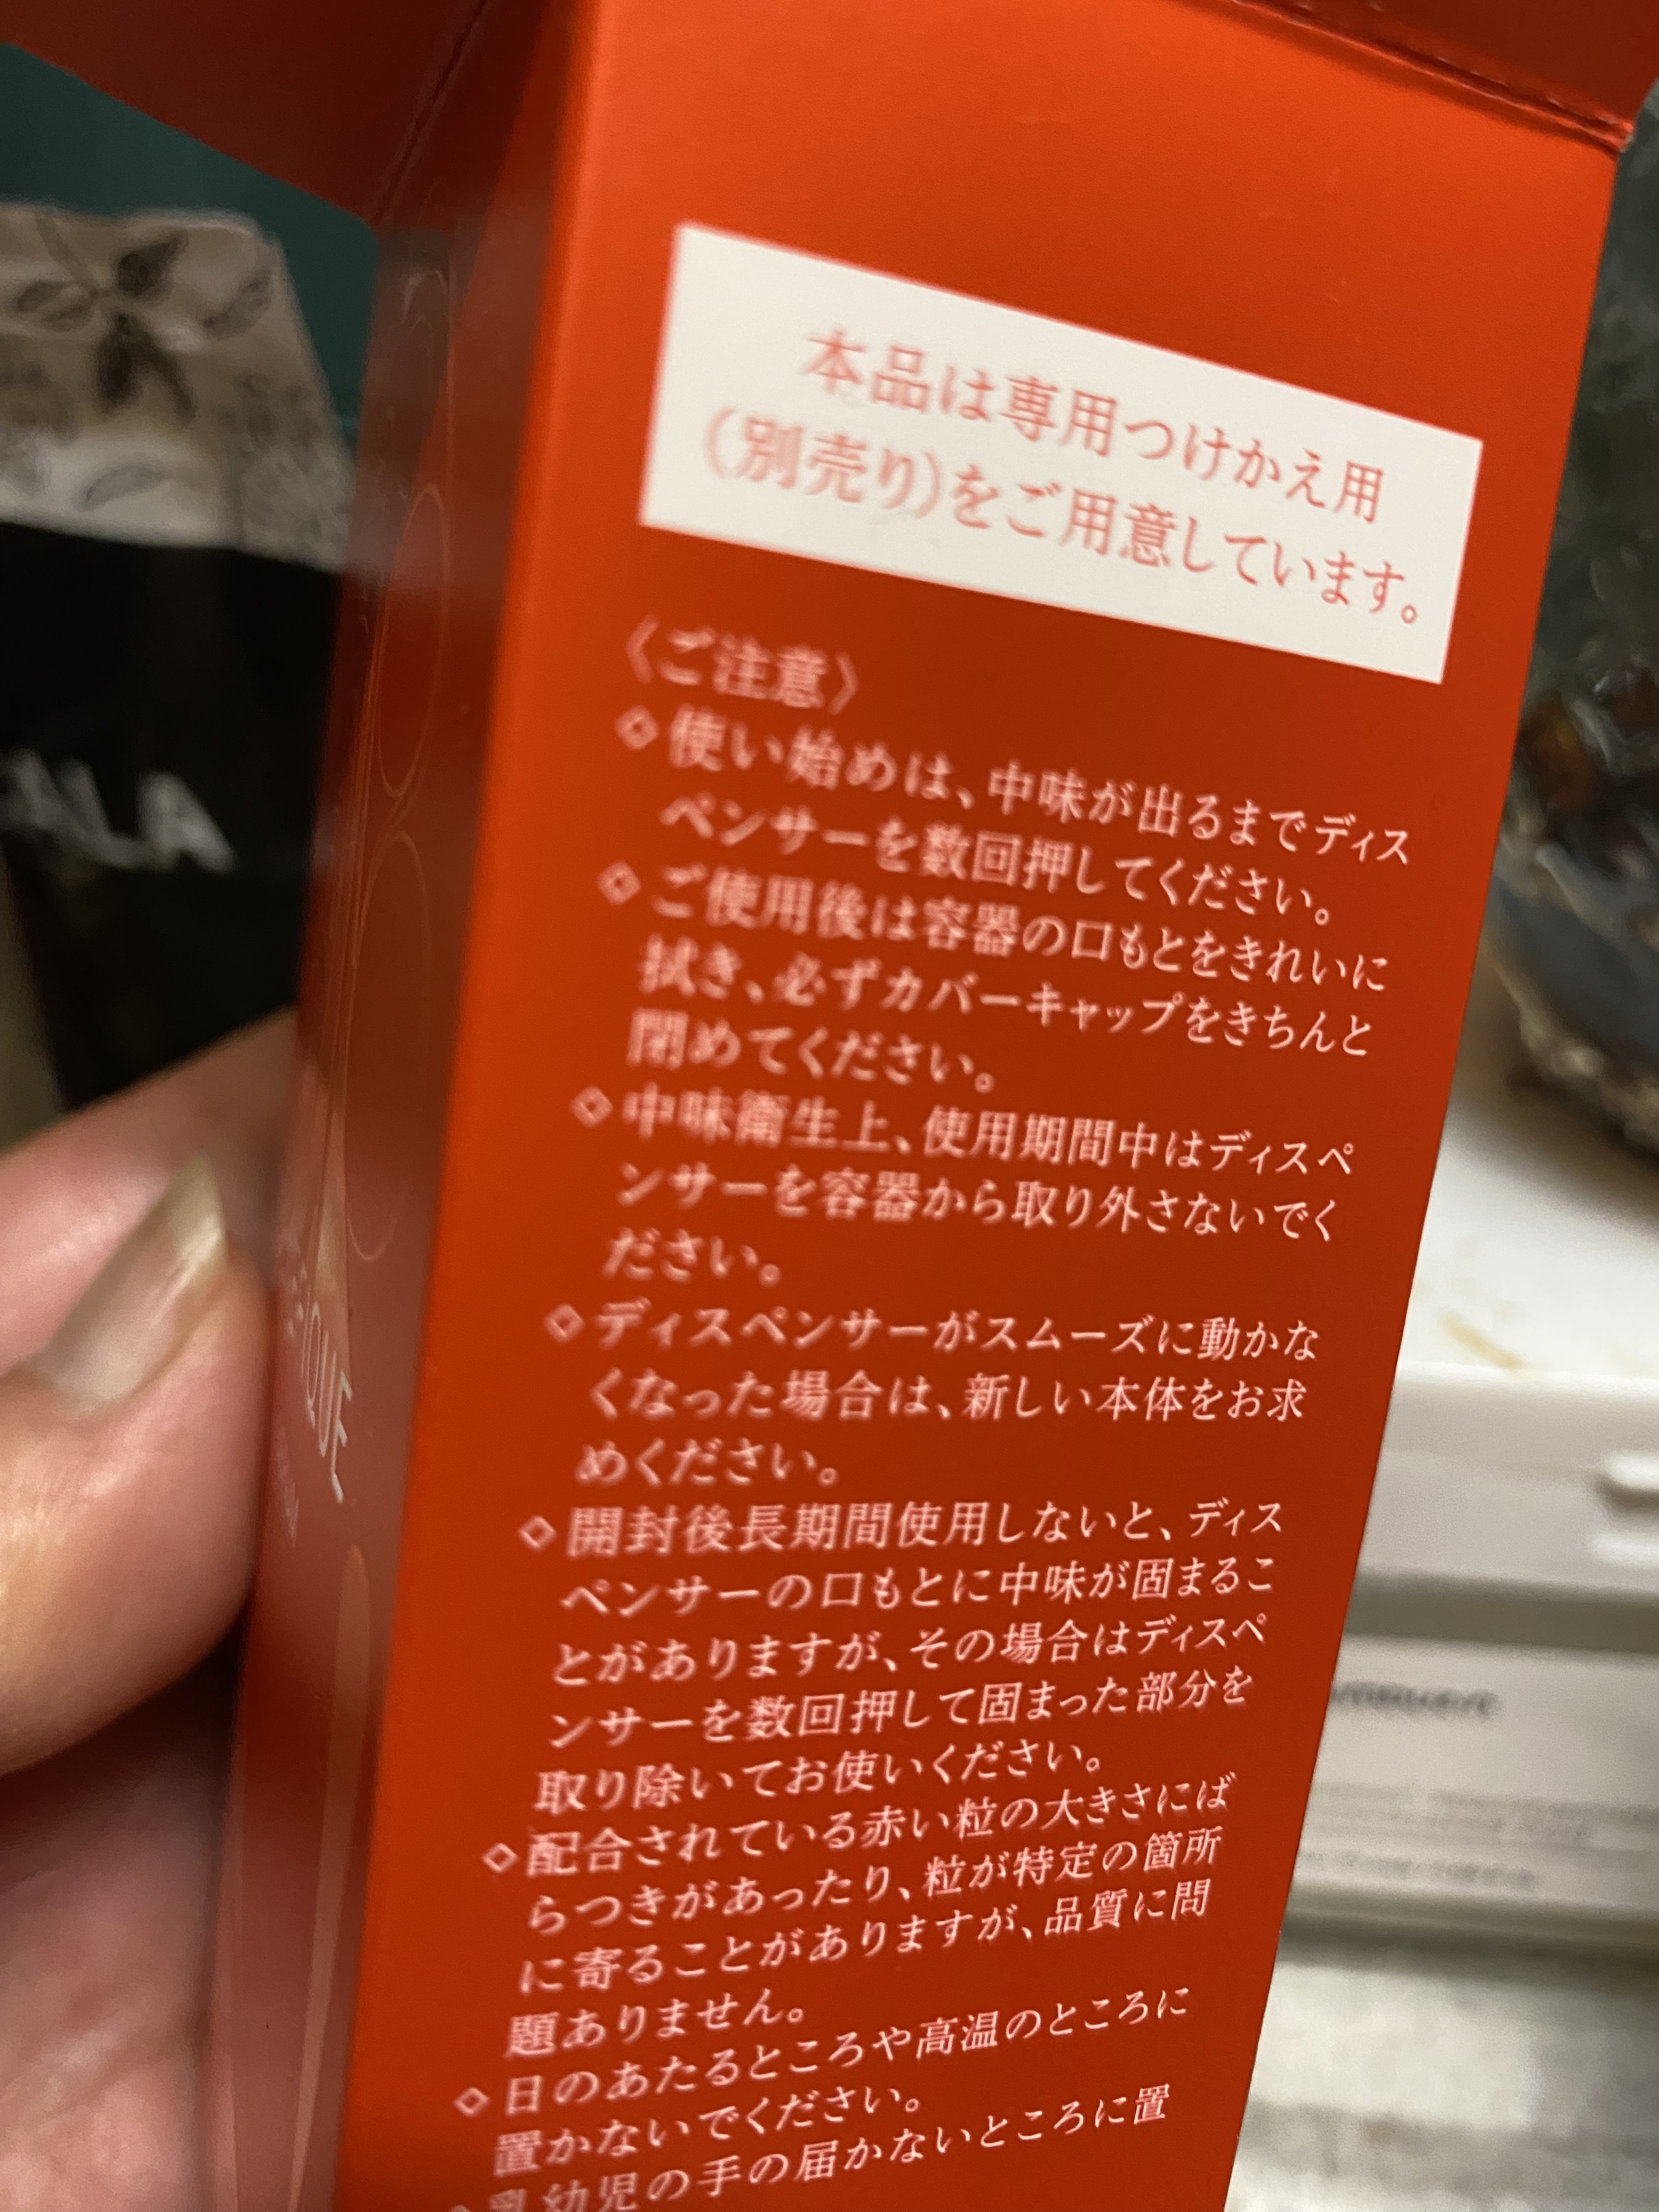 本品は専用つけかえ用
（別売り）をご用意しています。
〈ご注意〉
◇使い始めは、中味が出るまでディス
ペンサーを数回押してください。
◇ご使用後は容器の口もとをきれいに
拭き、必ずカバーキャップをきちんと
閉めてください。
◇中味衛生上、使用期間中はディスペ
ンサーを容器から取り外さないでく
ださい。
◇ディスペンサーがスムーズに動かな
くなった場合は、新しい本体をお求
めください。
◇開封後長期間使用しないと、ディス
ペンサーの口もとに中味が固まるこ
とがありますが、その場合はディスペ
ンサーを数回押して固まった部分を
取り除いてお使いください。
◇配合されている赤い粒の大きさにば
らつきがあったり、粒が特定の箇所
に寄ることがありますが、品質に問
題ありません。
◇日のあたるところや高温のところに
置かないでください。
◇乳幼児の手の届かないところに置
ALA